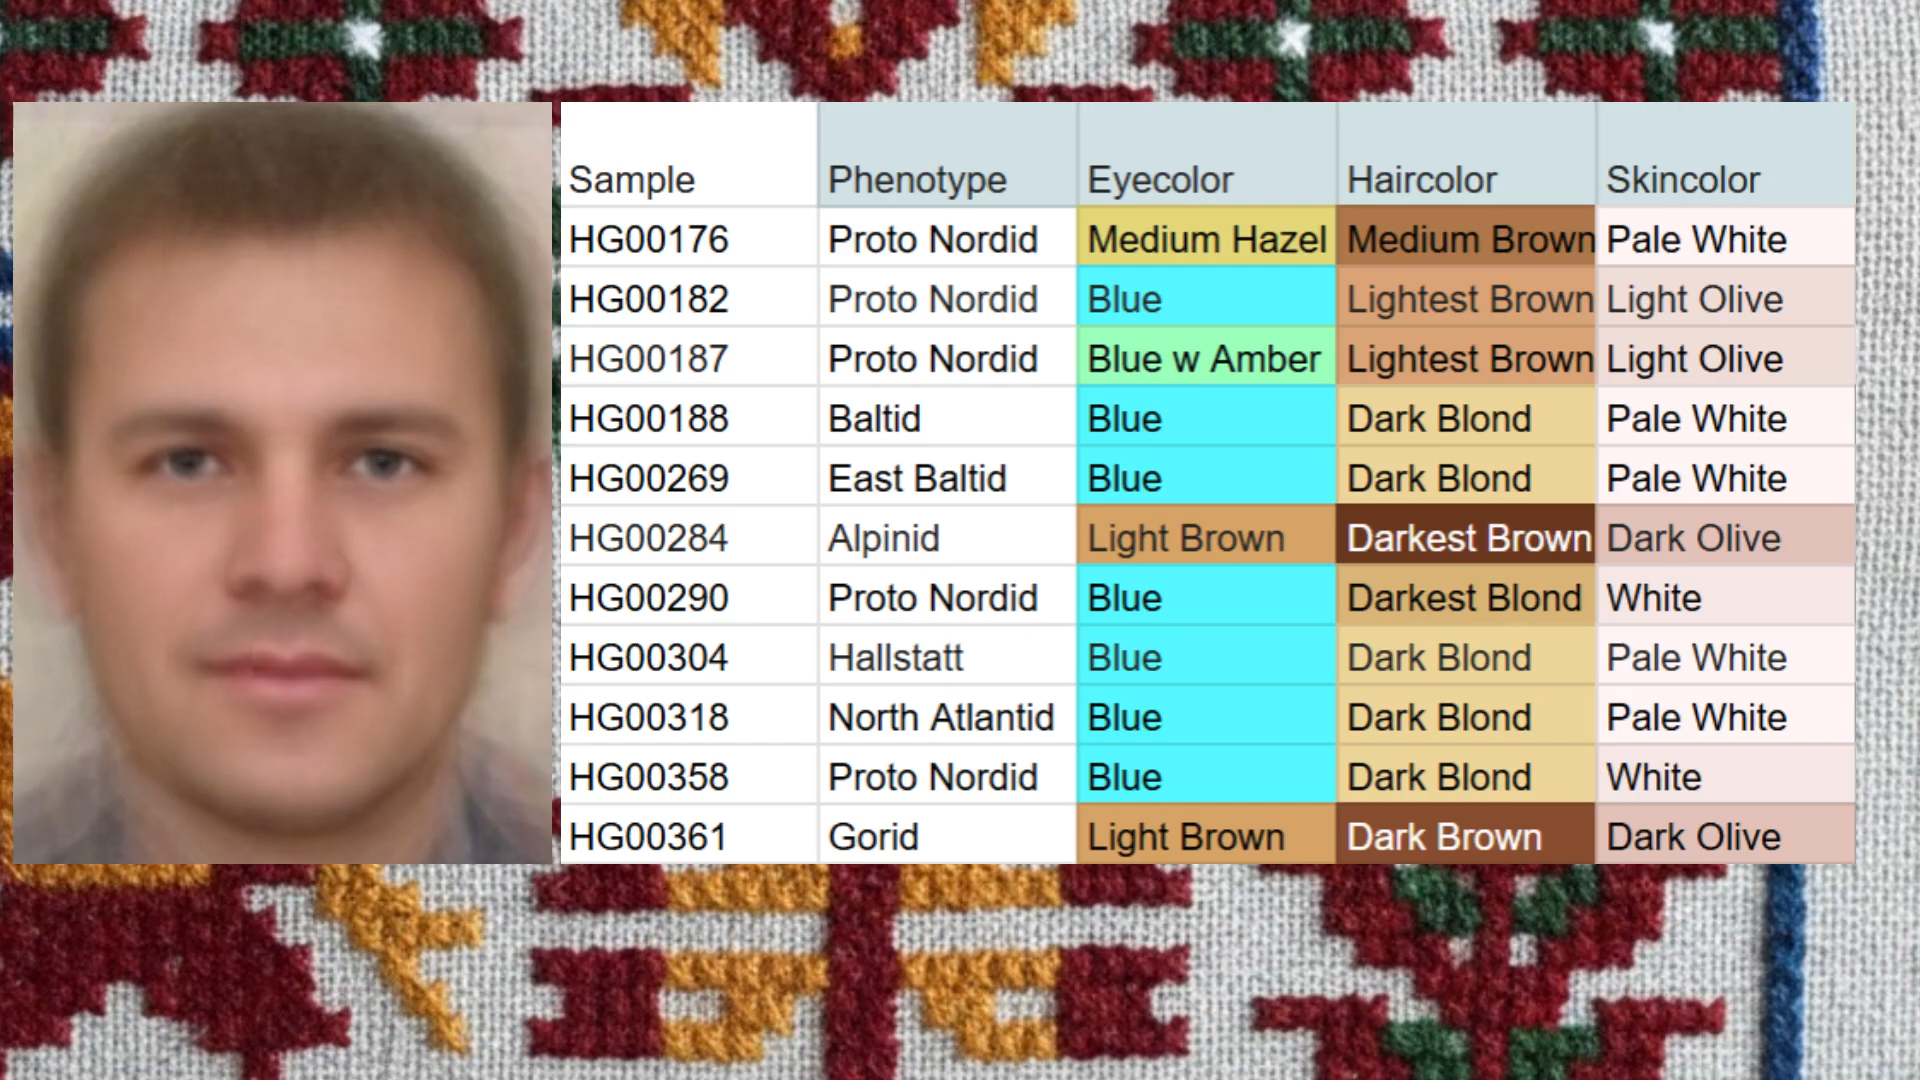 Sample Phenotype Eyecolor Haircolor Skincolor
HG00176 Proto Nordid Medium Hazel Medium Brown Pale White
HG00182 Proto Nordid Blue Lightest Brown Light Olive
HG00187 Proto Nordid Blue w Amber Lightest Brown Light Olive
HG00188 Baltid Blue Dark Blond Pale White
HG00269 East Baltid Blue Dark Blond Pale White
HG00284 Alpinid Light Brown Darkest Brown Dark Olive
HG00290 Proto Nordid Blue Darkest Blond White
HG00304 Hallstatt Blue Dark Blond Pale White
HG00318 North Atlantid Blue Dark Blond Pale White
HG00358 Proto Nordid Blue Dark Blond White
HG00361 Gorid Light Brown Dark Brown Dark Olive